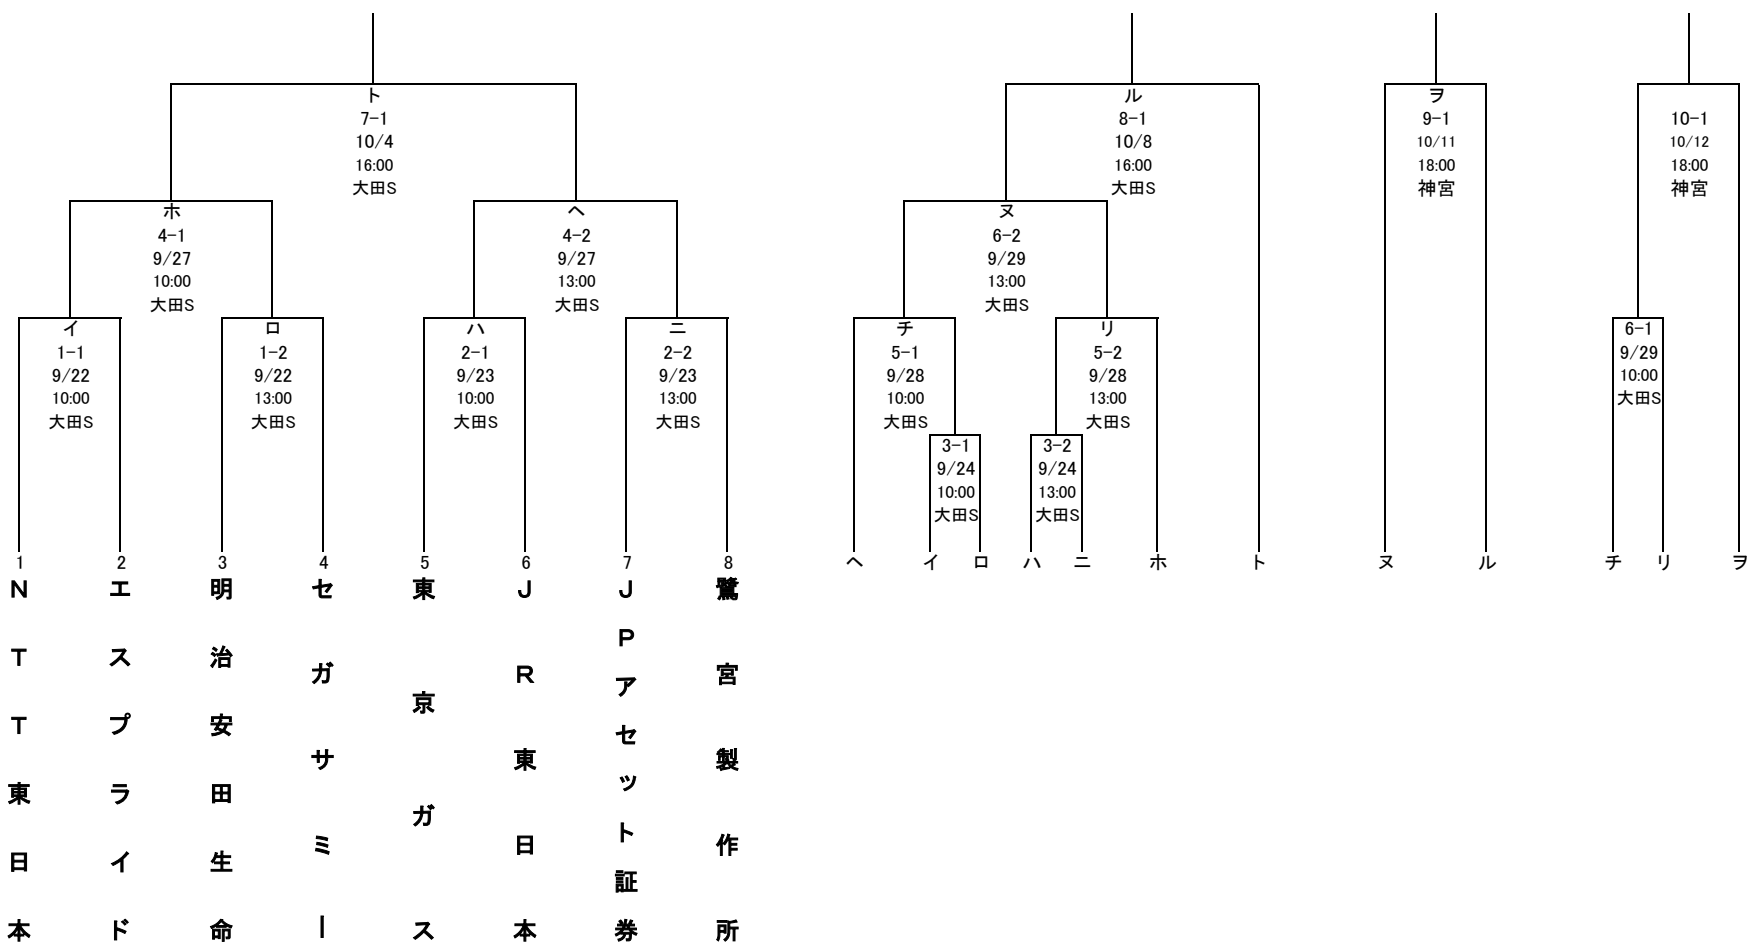 ト
7-1
10/4
16:00
大田S
ル
8-1
10/8
16:00
大田S
ヲ
9-1
10/11
18:00
神宮
10-1
10/12
18:00
神宮
ホ
4-1
9/27
10:00
大田S
ヘ
4-2
9/27
13:00
大田S
ヌ
6-2
9/29
13:00
大田S
イ
1-1
9/22
10:00
大田S
ロ
1-2
9/22
13:00
大田S
ハ
2-1
9/23
10:00
大田S
ニ
2-2
9/23
13:00
大田S
チ
5-1
9/28
10:00
大田S
リ
5-2
9/28
13:00
大田S
6-1
9/29
10:00
大田S
3-1
9/24
10:00
大田S
3-2
9/24
13:00
大田S
1
NTT東日本
2
エスプライド
3
明治安田生命
4
セガサミー
5
東京ガス
6
JR東日本
7
JPアセット証券
8
鷺宮製作所
ヘ イ ロ ハ ニ ホ ト
ヌ ル
チ リ ヲ